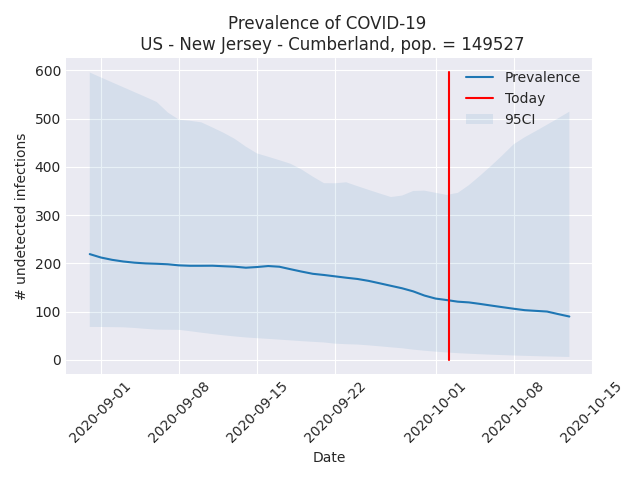 Prevalence of COVID-19
US - New Jersey - Cumberland, pop. = 149527
600
500
400
300
200
100
0
# undetected infections
Prevalence
Today
95CI
2020-09-01
2020-09-08
2020-09-15
2020-09-22
2020-10-01
2020-10-08
2020-10-15
Date